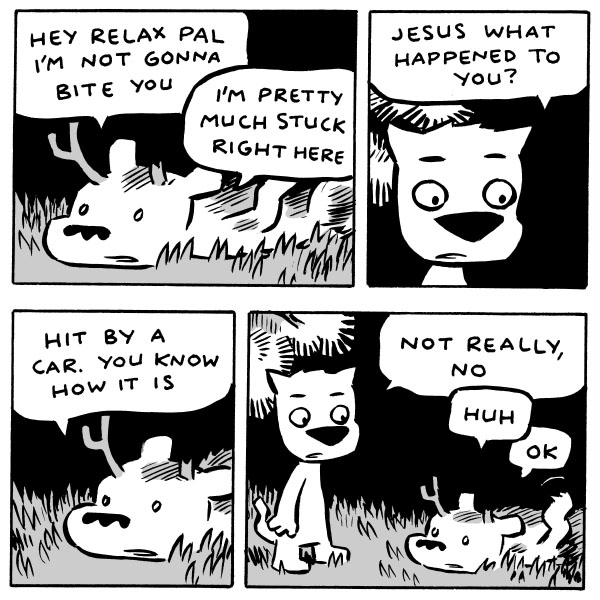 HEY RELAX PAL
I'M NOT GONNA
BITE YOU
I'M PRETTY
MUCH STUCK
RIGHT HERE
JESUS WHAT
HAPPENED TO
YOU?
HIT BY A
CAR. YOU KNOW
HOW IT IS
NOT REALLY,
NO
HUH
OK